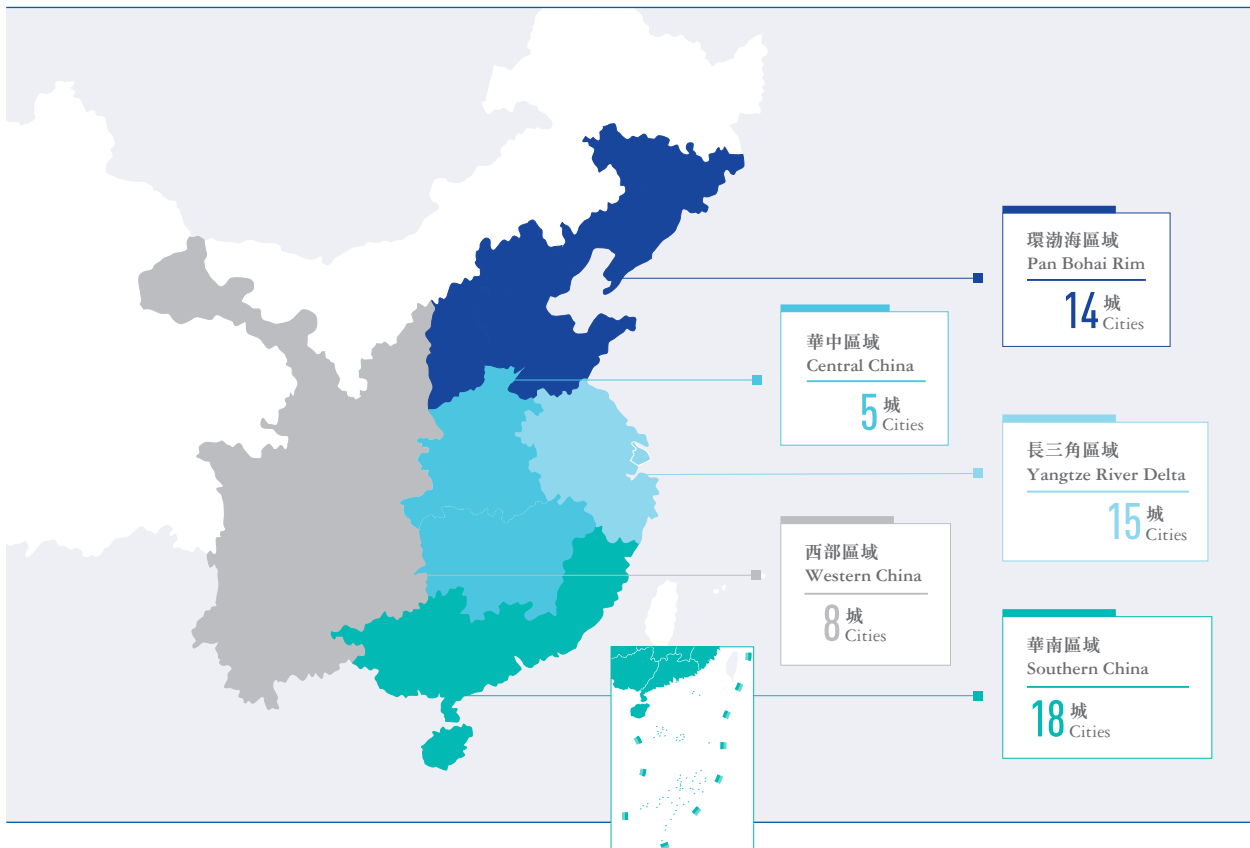 環渤海區域
Pan Bohai Rim
14 城
Cities
華中區域
Central China
5 城
Cities
長三角區域
Yangtze River Delta
15 城
Cities
西部區域
Western China
8 城
Cities
華南區域
Southern China
18 城
Cities